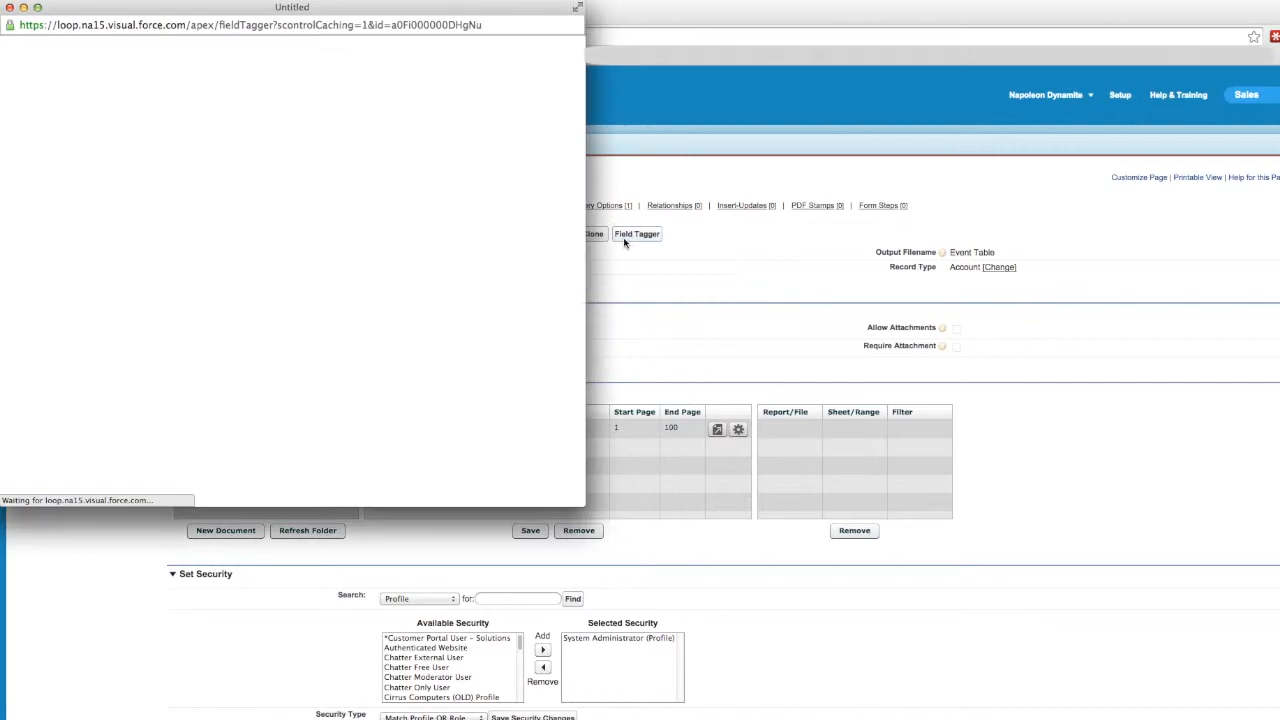 Untitled
https://loop.na15.visual.force.com/apex/fieldTagger?scontrolCaching=1&id=a0Fi000000DHgNu
Napoleon Dynamite Setup Help & Training Sales
Customize Page | Printable View | Help for this Pa
ery Options [1] | Relationships [0] | Insert-Updates [0] | PDF Stamps [0] | Form Steps [0]
Clone Field Tagger
Output Filename Event Table
Record Type Account [Change]
Allow Attachments
Require Attachment
Start Page End Page Report/File Sheet/Range Filter
1 100
Waiting for loop.na15.visual.force.com...
New Document Refresh Folder Save Remove Remove
Set Security
Search: Profile for: Find
Available Security Selected Security
*Customer Portal User - Solutions
Authenticated Website
Chatter External User
Chatter Free User
Chatter Moderator User
Chatter Only User
Cirrus Computers (OLD) Profile
Add
Remove
System Administrator (Profile)
Security Type Match Profile OR Role Save Security Changes